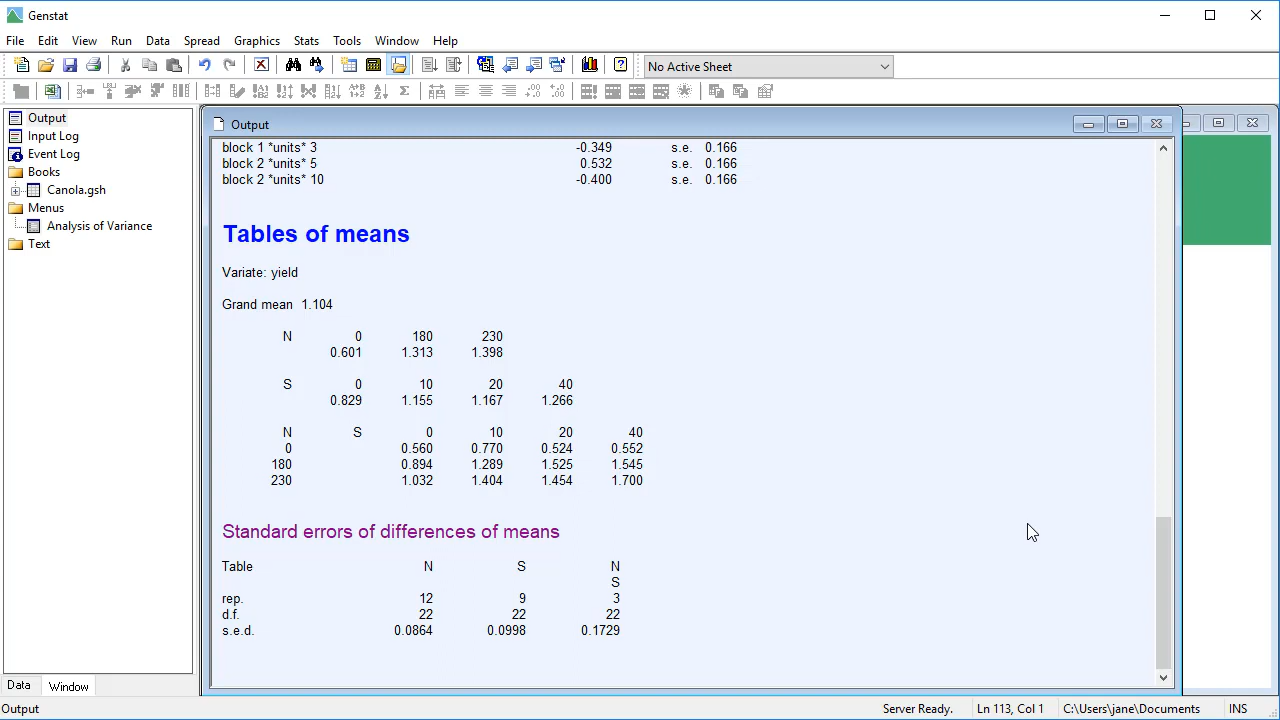 Genstat
File Edit View Run Data Spread Graphics Stats Tools Window Help
No Active Sheet
Output
Input Log
Event Log
Books
Canola.gsh
Menus
Analysis of Variance
Text
Data Window
Output
block 1 *units* 3 -0.349 s.e. 0.166
block 2 *units* 5 0.532 s.e. 0.166
block 2 *units* 10 -0.400 s.e. 0.166
Tables of means
Variate: yield
Grand mean 1.104
N 0 180 230
0.601 1.313 1.398
S 0 10 20 40
0.829 1.155 1.167 1.266
N S 0 10 20 40
0 0.560 0.770 0.524 0.552
180 0.894 1.289 1.525 1.545
230 1.032 1.404 1.454 1.700
Standard errors of differences of means
Table N S N
S
rep. 12 9 3
d.f. 22 22 22
s.e.d. 0.0864 0.0998 0.1729
Output Server Ready. Ln 113, Col 1 C:\Users\jane\Documents INS